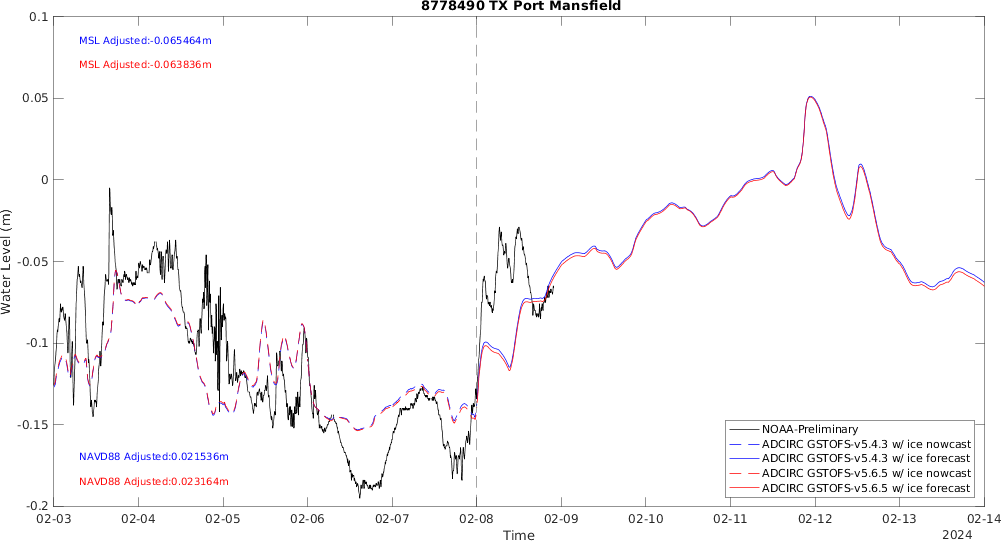 8778490 TX Port Mansfield
0.1
MSL Adjusted:-0.065464m
MSL Adjusted:-0.063836m
0.05
0
Water Level (m)
-0.05
-0.1
-0.15
NOAA-Preliminary
ADCIRC GSTOFS-v5.4.3 w/ ice nowcast
NAVD88 Adjusted:0.021536m
ADCIRC GSTOFS-v5.4.3 w/ ice forecast
ADCIRC GSTOFS-v5.6.5 w/ ice nowcast
NAVD88 Adjusted:0.023164m
ADCIRC GSTOFS-v5.6.5 w/ ice forecast
-0.2
02-03 02-04 02-05 02-06 02-07 02-08 02-09 02-10 02-11 02-12 02-13 02-14
Time
2024